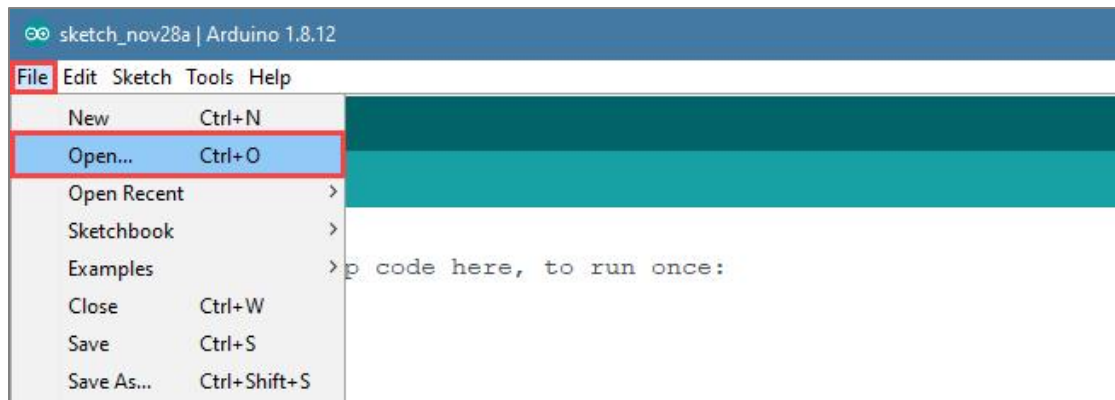 sketch_nov28a | Arduino 1.8.12
File Edit Sketch Tools Help
New Ctrl+N
Open... Ctrl+O
Open Recent >
Sketchbook >
Examples >
p code here, to run once:
Close Ctrl+W
Save Ctrl+S
Save As... Ctrl+Shift+S